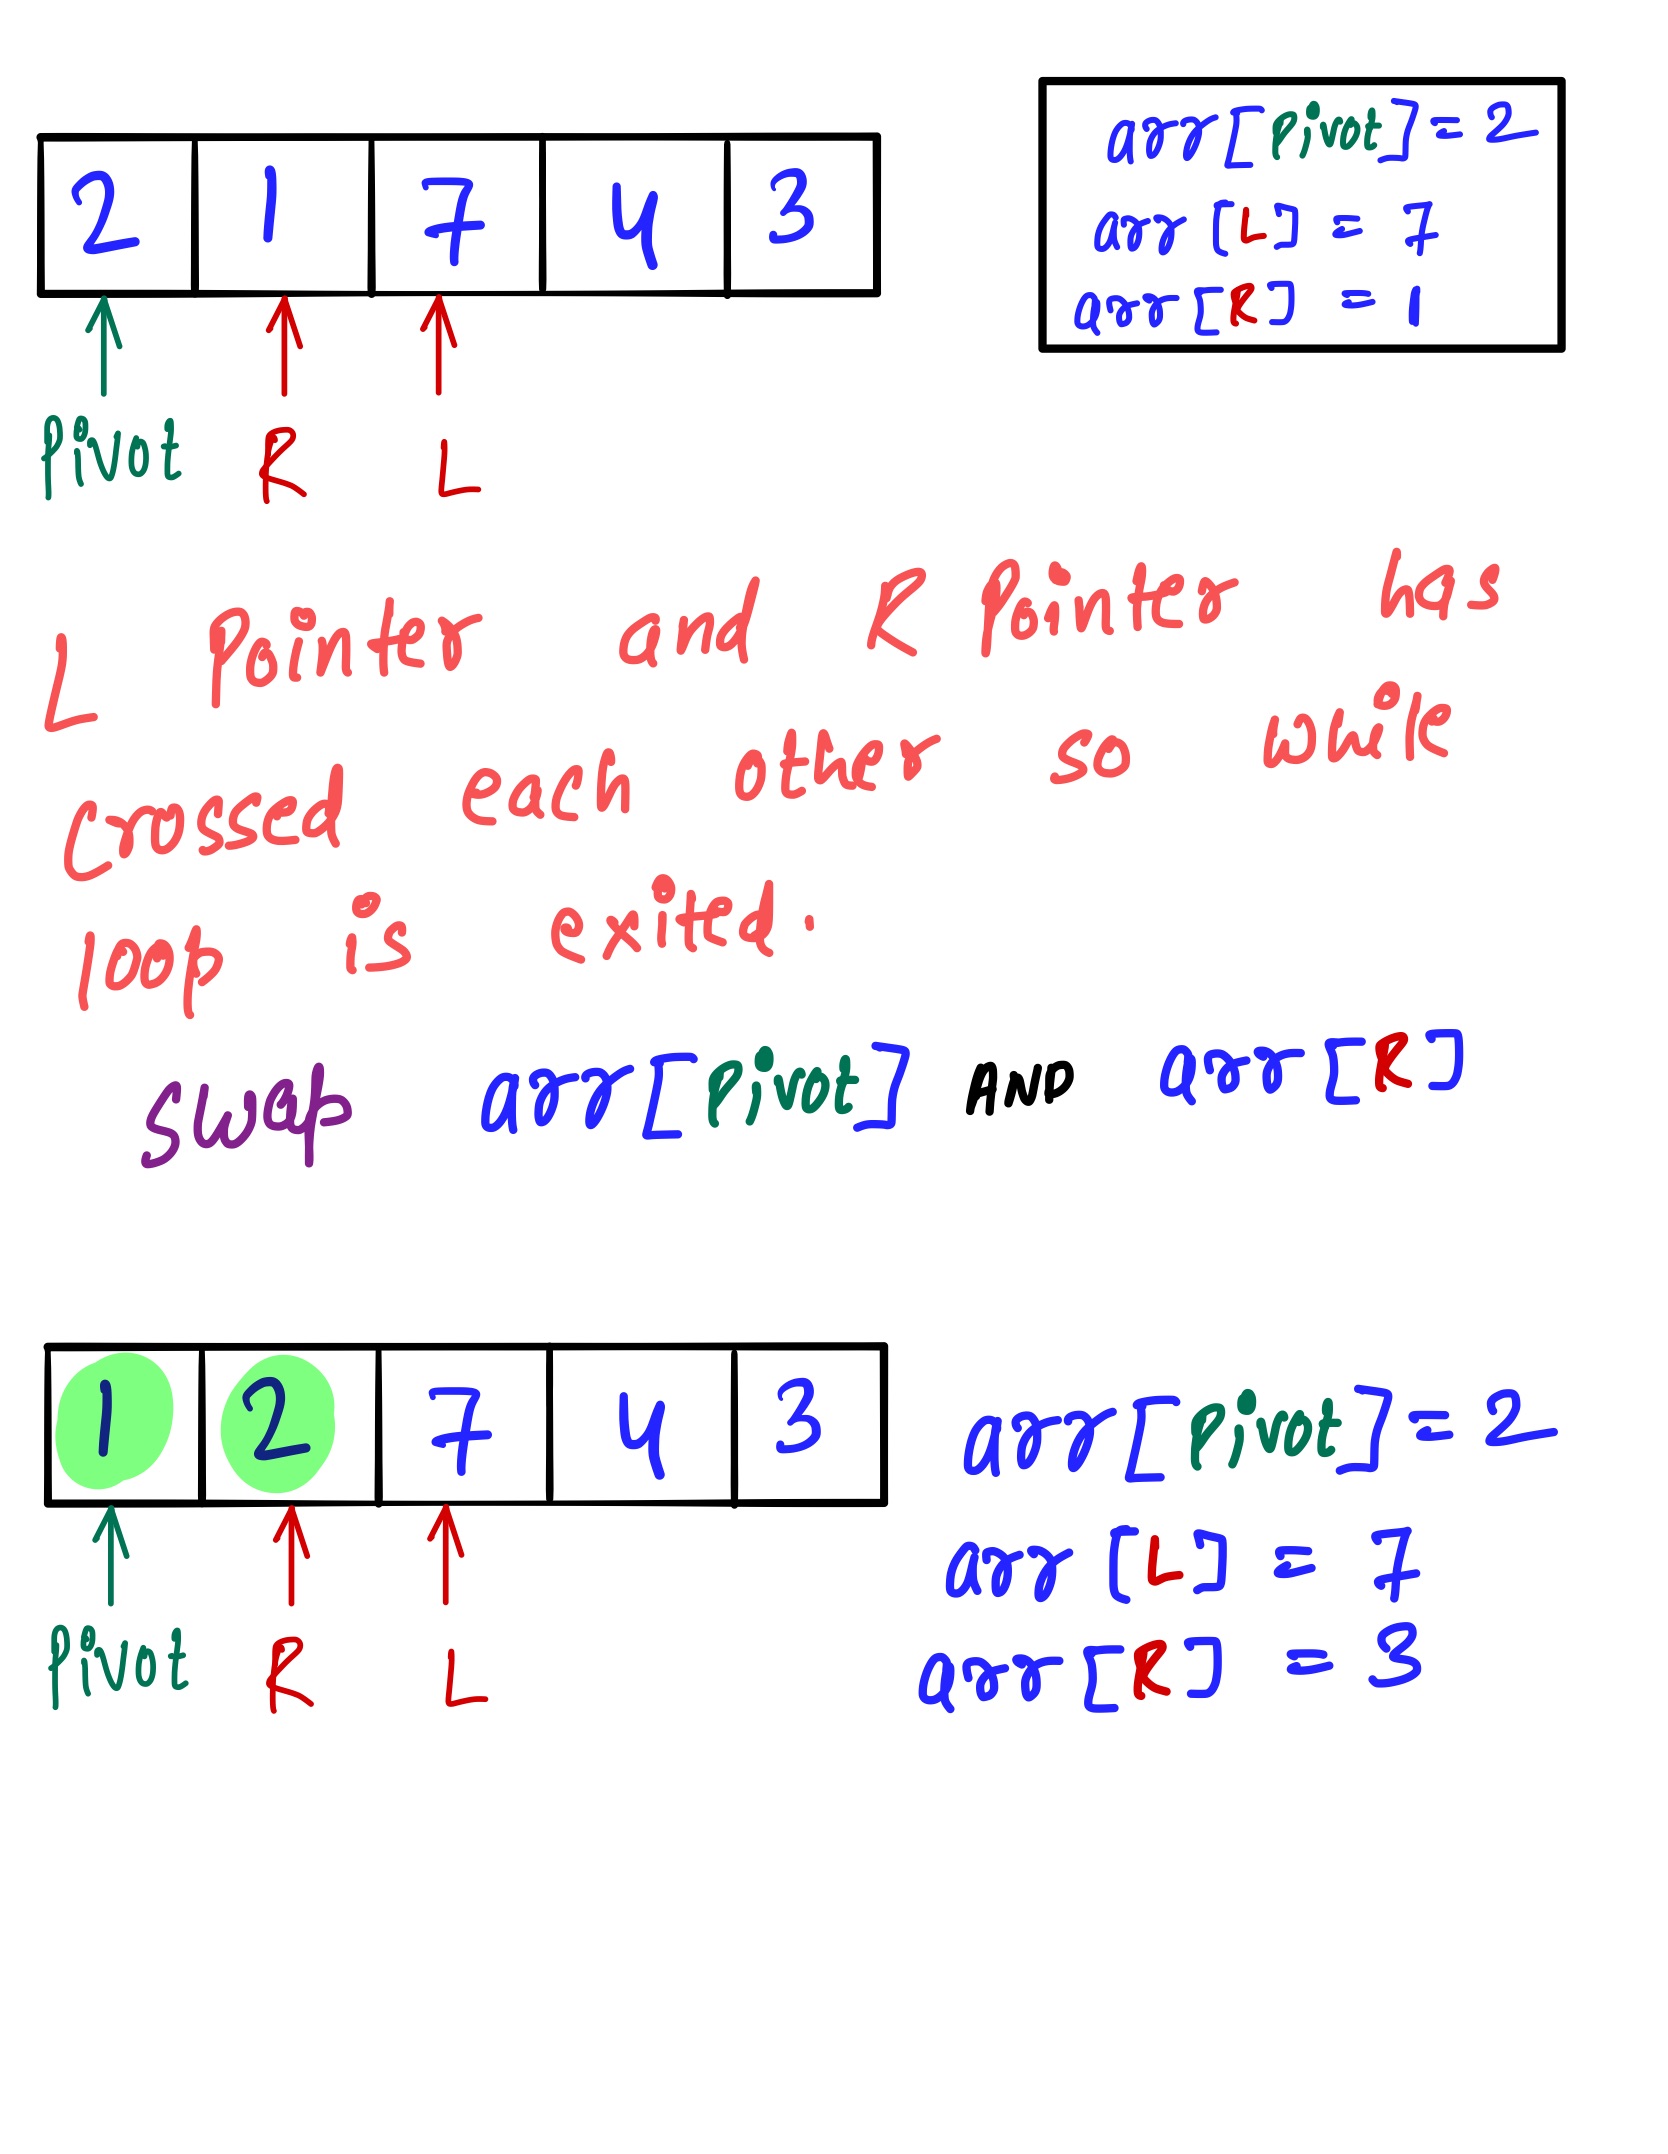 2 1 7 4 3
arr[Pivot] = 2
arr [L] = 7
arr [R] = 1
Pivot R L
L Pointer and R Pointer has
crossed each other so while
loop is exited.
swap arr[Pivot] AND arr[R]
1 2 7 4 3
arr[Pivot] = 2
arr [L] = 7
arr [R] = 3
Pivot R L